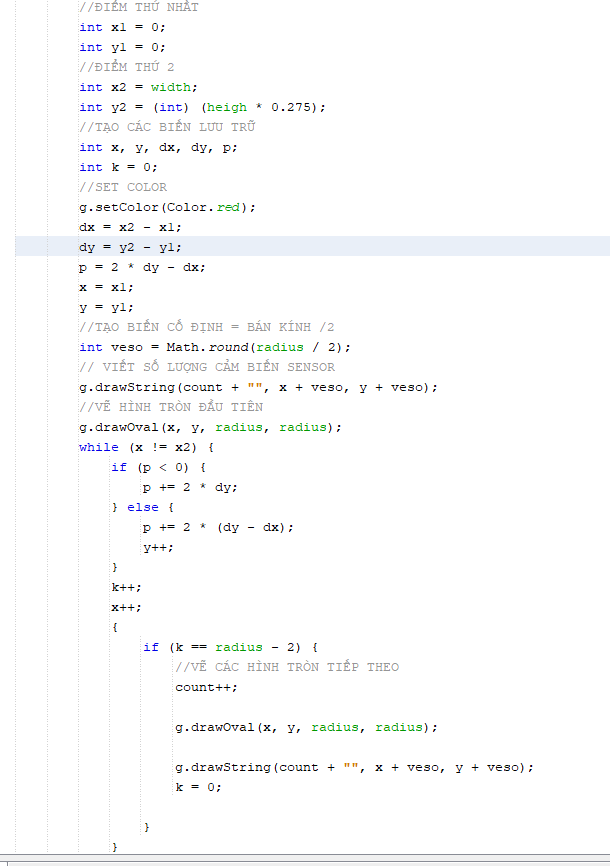 //ĐIỂM THỨ NHẤT
int x1 = 0;
int y1 = 0;
//ĐIỂM THỨ 2
int x2 = width;
int y2 = (int) (heigh * 0.275);
//TẠO CÁC BIẾN LƯU TRỮ
int x, y, dx, dy, p;
int k = 0;
//SET COLOR
g.setColor(Color.red);
dx = x2 - x1;
dy = y2 - y1;
p = 2 * dy - dx;
x = x1;
y = y1;
//TẠO BIẾN CỐ ĐỊNH = BÁN KÍNH /2
int veso = Math.round(radius / 2);
// VIẾT SỐ LƯỢNG CẢM BIẾN SENSOR
g.drawString(count + "", x + veso, y + veso);
//VẼ HÌNH TRÒN ĐẦU TIÊN
g.drawOval(x, y, radius, radius);
while (x != x2) {
if (p < 0) {
p += 2 * dy;
} else {
p += 2 * (dy - dx);
y++;
}
k++;
x++;
{
if (k == radius - 2) {
//VẼ CÁC HÌNH TRÒN TIẾP THEO
count++;
g.drawOval(x, y, radius, radius);
g.drawString(count + "", x + veso, y + veso);
k = 0;
}
}